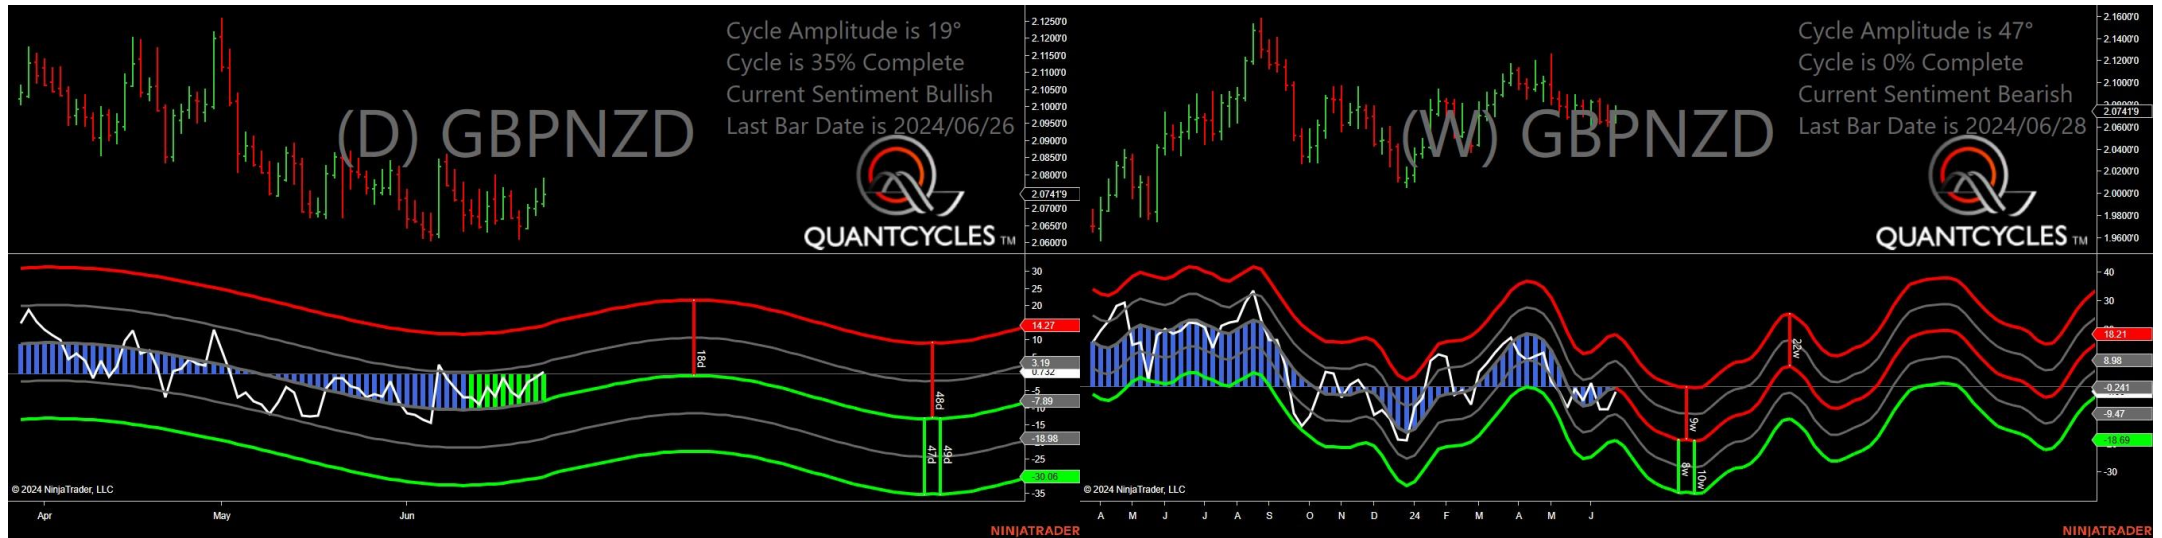 Cycle Amplitude is 19°
Cycle is 35% Complete
Current Sentiment Bullish
Last Bar Date is 2024/06/26
(D) GBPNZD
QUANTCYCLES TM
2.1250'0
2.1200'0
2.1150'0
2.1100'0
2.1050'0
2.1000'0
2.0950'0
2.0900'0
2.0850'0
2.0800'0
2.0741'9
2.0700'0
2.0650'0
2.0600'0
30
25
20
14.27
10
5
3.19
0.732
-5
-7.89
-10
-15
-18.98
-25
-30.06
-35
18d
48d
47d
49d
© 2024 NinjaTrader, LLC
Apr
May
Jun
NINJATRADER
Cycle Amplitude is 47°
Cycle is 0% Complete
Current Sentiment Bearish
Last Bar Date is 2024/06/28
(W) GBPNZD
QUANTCYCLES TM
2.1600'0
2.1400'0
2.1200'0
2.1000'0
2.0741'9
2.0600'0
2.0400'0
2.0200'0
2.0000'0
1.9800'0
1.9600'0
40
30
18.21
8.98
-0.241
-9.47
-18.69
-30
22w
9w
8w
10w
© 2024 NinjaTrader, LLC
A M J J A S O N D 24 F M A M J
NINJATRADER